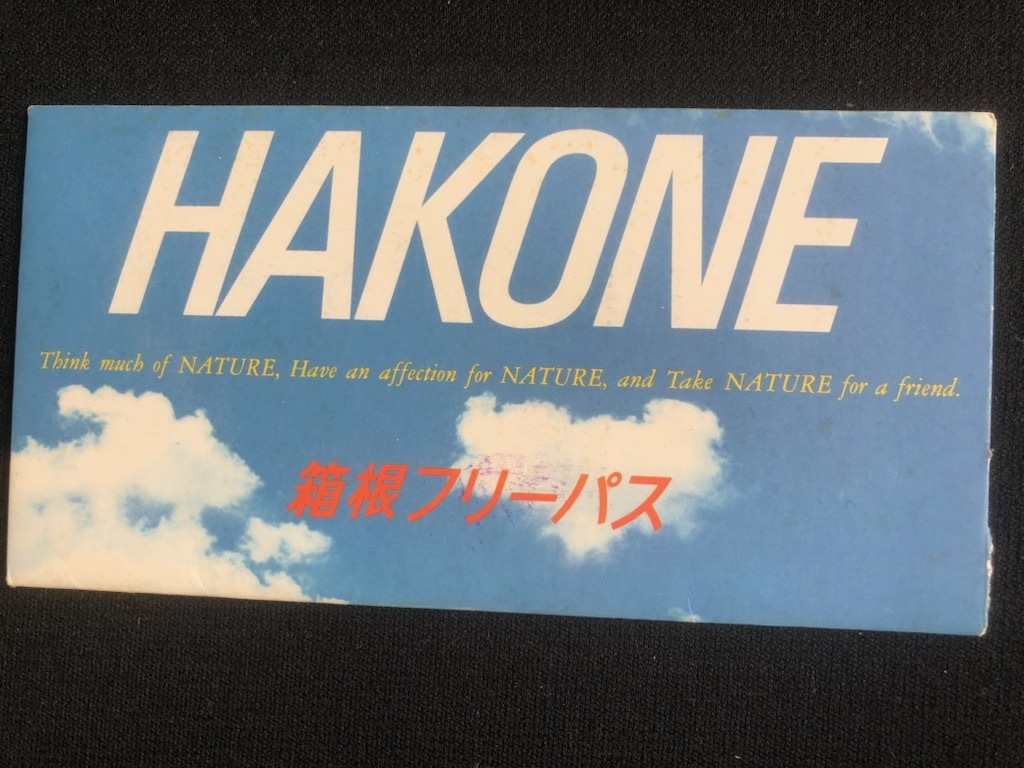 HAKONE
Think much of NATURE, Have an affection for NATURE, and Take NATURE for a friend.
箱根フリーパス